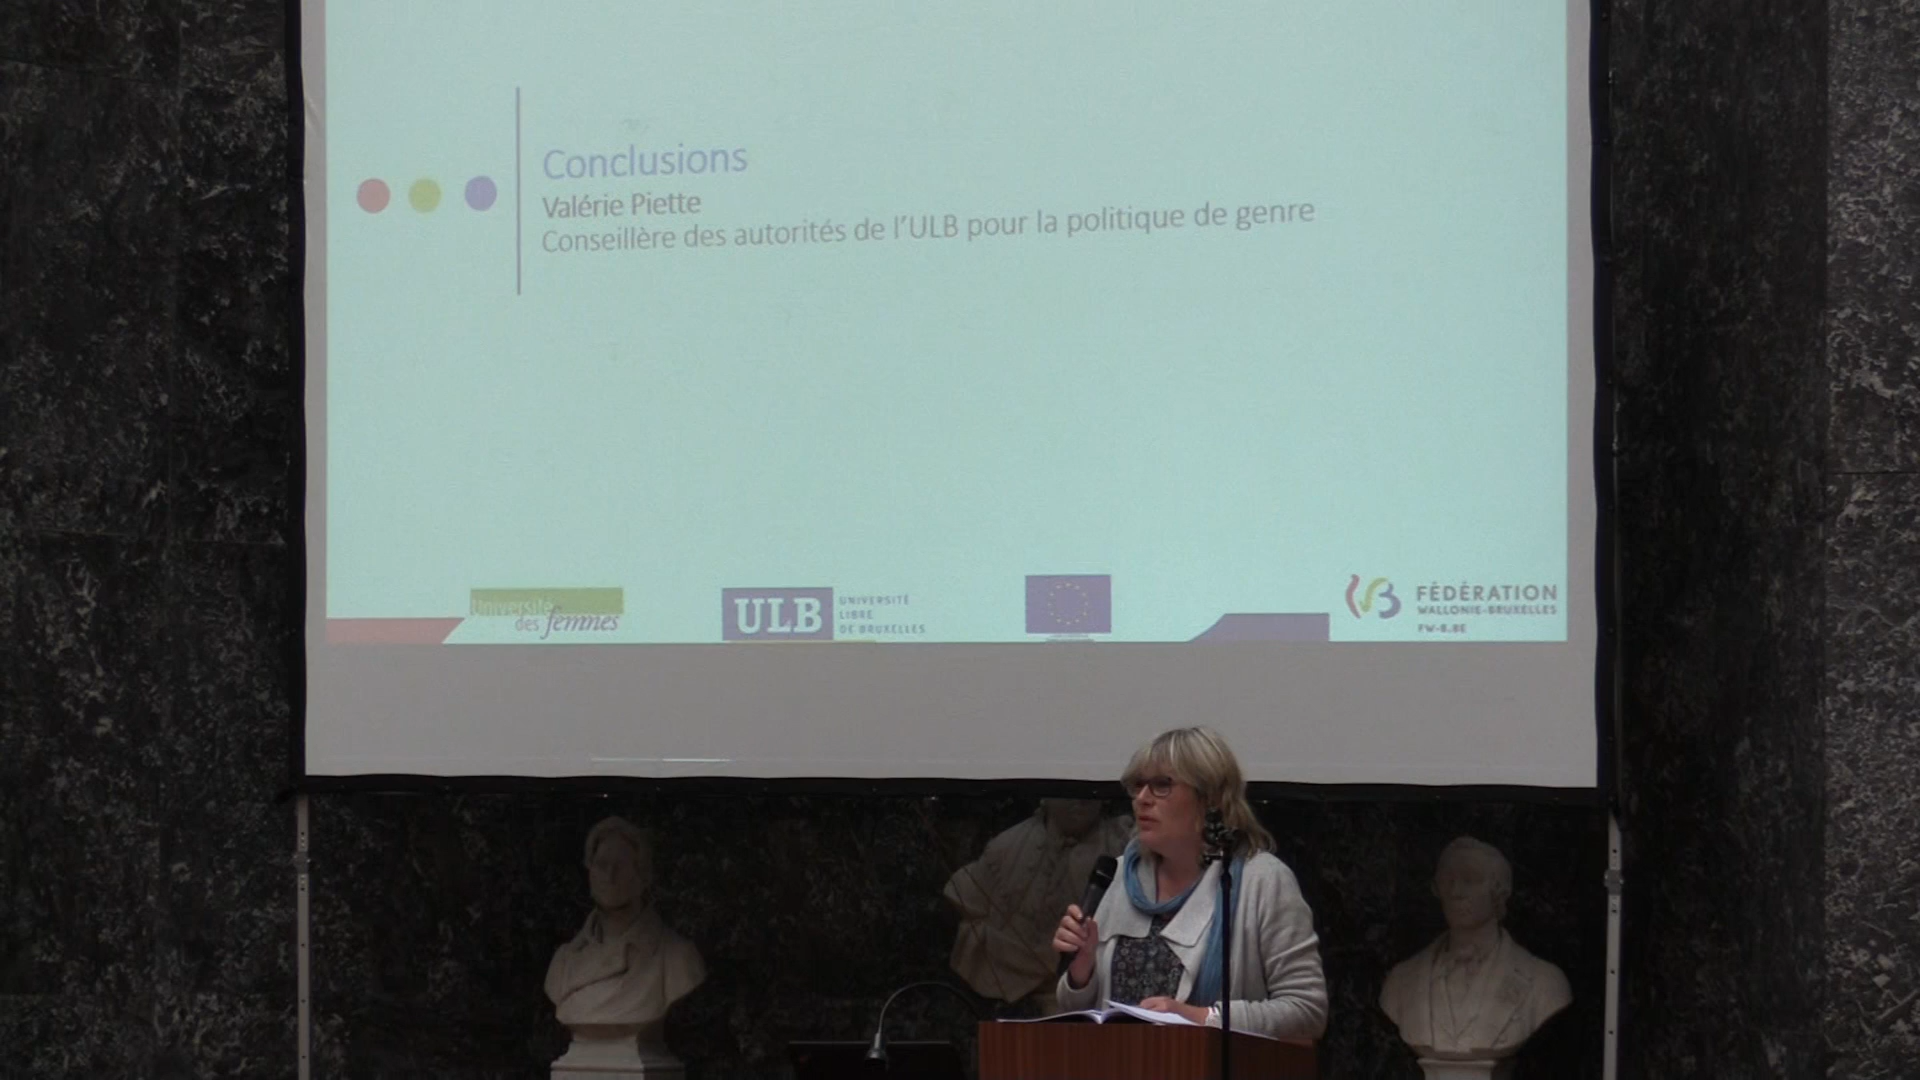 Conclusions
Valérie Piette
Conseillère des autorités de l'ULB pour la politique de genre
Université
des femmes
ULB
UNIVERSITÉ
LIBRE
DE BRUXELLES
FÉDÉRATION
WALLONIE-BRUXELLES
FW-B.BE